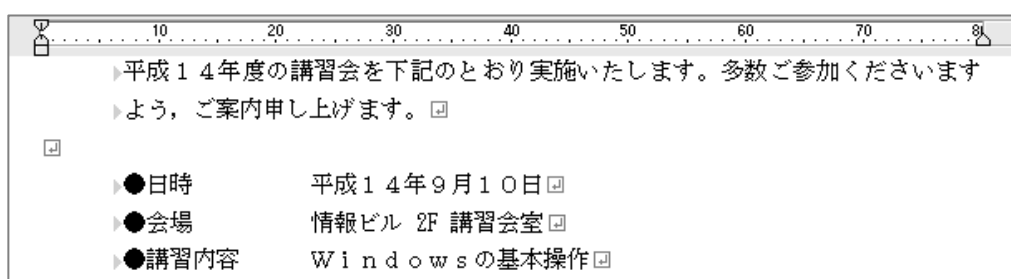 10 20 30 40 50 60 70 8
平成１４年度の講習会を下記のとおり実施いたします。多数ご参加くださいます
よう，ご案内申し上げます。
●日時　平成１４年９月１０日
●会場　情報ビル 2F 講習会室
●講習内容　Ｗｉｎｄｏｗｓの基本操作